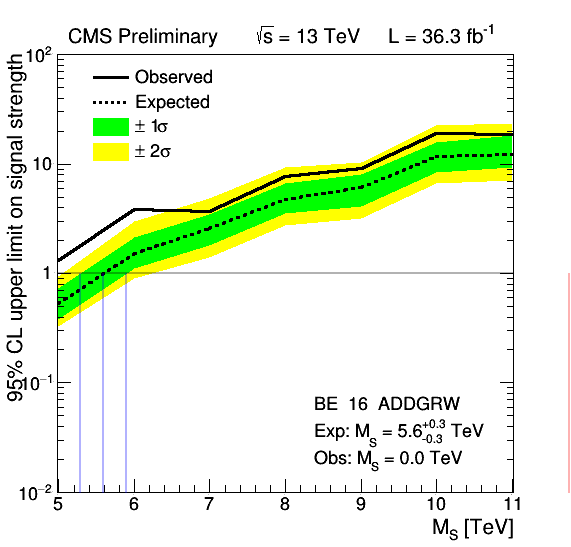 CMS Preliminary √s = 13 TeV L = 36.3 fb⁻¹
95% CL upper limit on signal strength
10²
10
1
10⁻¹
10⁻²
Observed
Expected
± 1σ
± 2σ
BE 16 ADDGRW
Exp: M_S = 5.6^{+0.3}_{-0.3} TeV
Obs: M_S = 0.0 TeV
5 6 7 8 9 10 11
M_S [TeV]